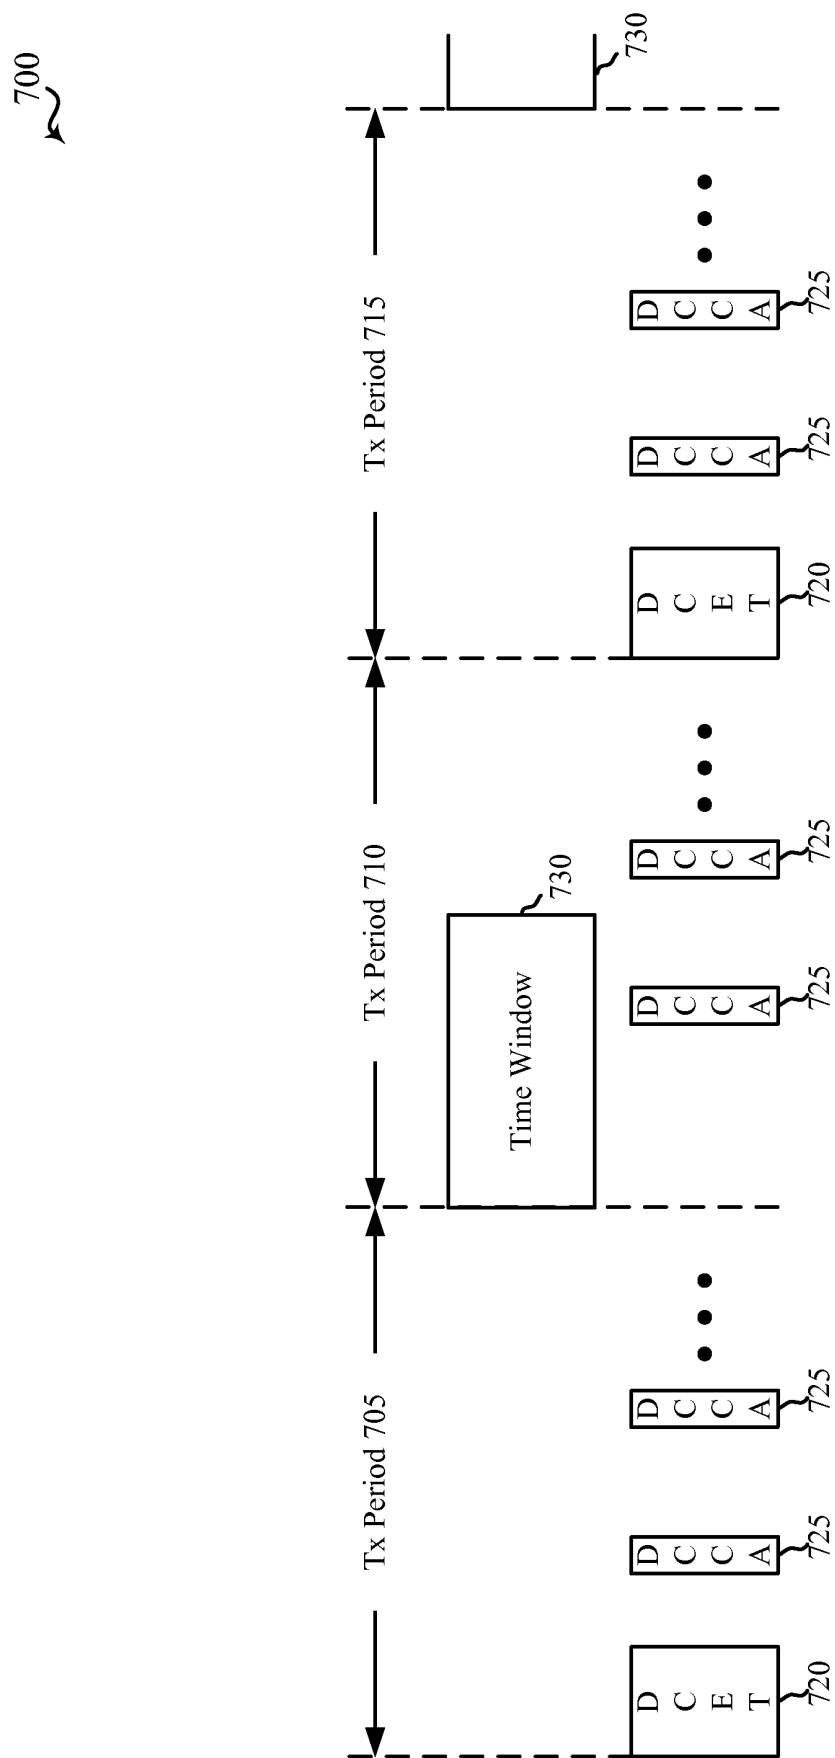 700
Tx Period 705
Tx Period 710
Tx Period 715
Time Window
730
730
D C E T
D C C A
D C C A
D C C A
D C C A
D C E T
D C C A
D C C A
720
725
725
725
725
720
725
725